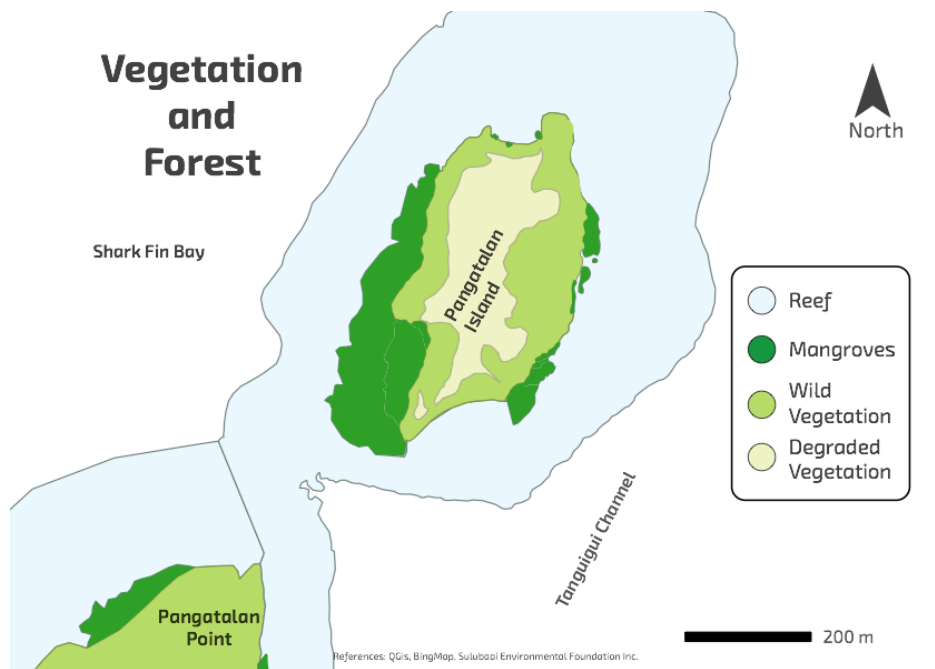 Vegetation
and
Forest
North
Shark Fin Bay
Pangatalan
Island
Reef
Mangroves
Wild
Vegetation
Degraded
Vegetation
Tanguigui Channel
Pangatalan
Point
200 m
References: QGis, BingMap, Sulubaai Environmental Foundation Inc.